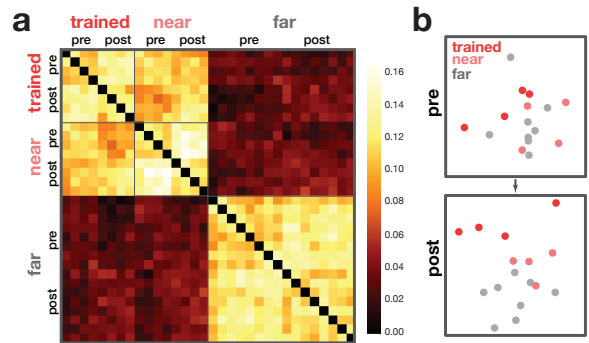 a
trained near far
pre post pre post pre post
trained
pre
post
near
pre
post
far
pre
post
0.16
0.14
0.12
0.10
0.08
0.06
0.04
0.02
0.00
b
trained
near
far
pre
post